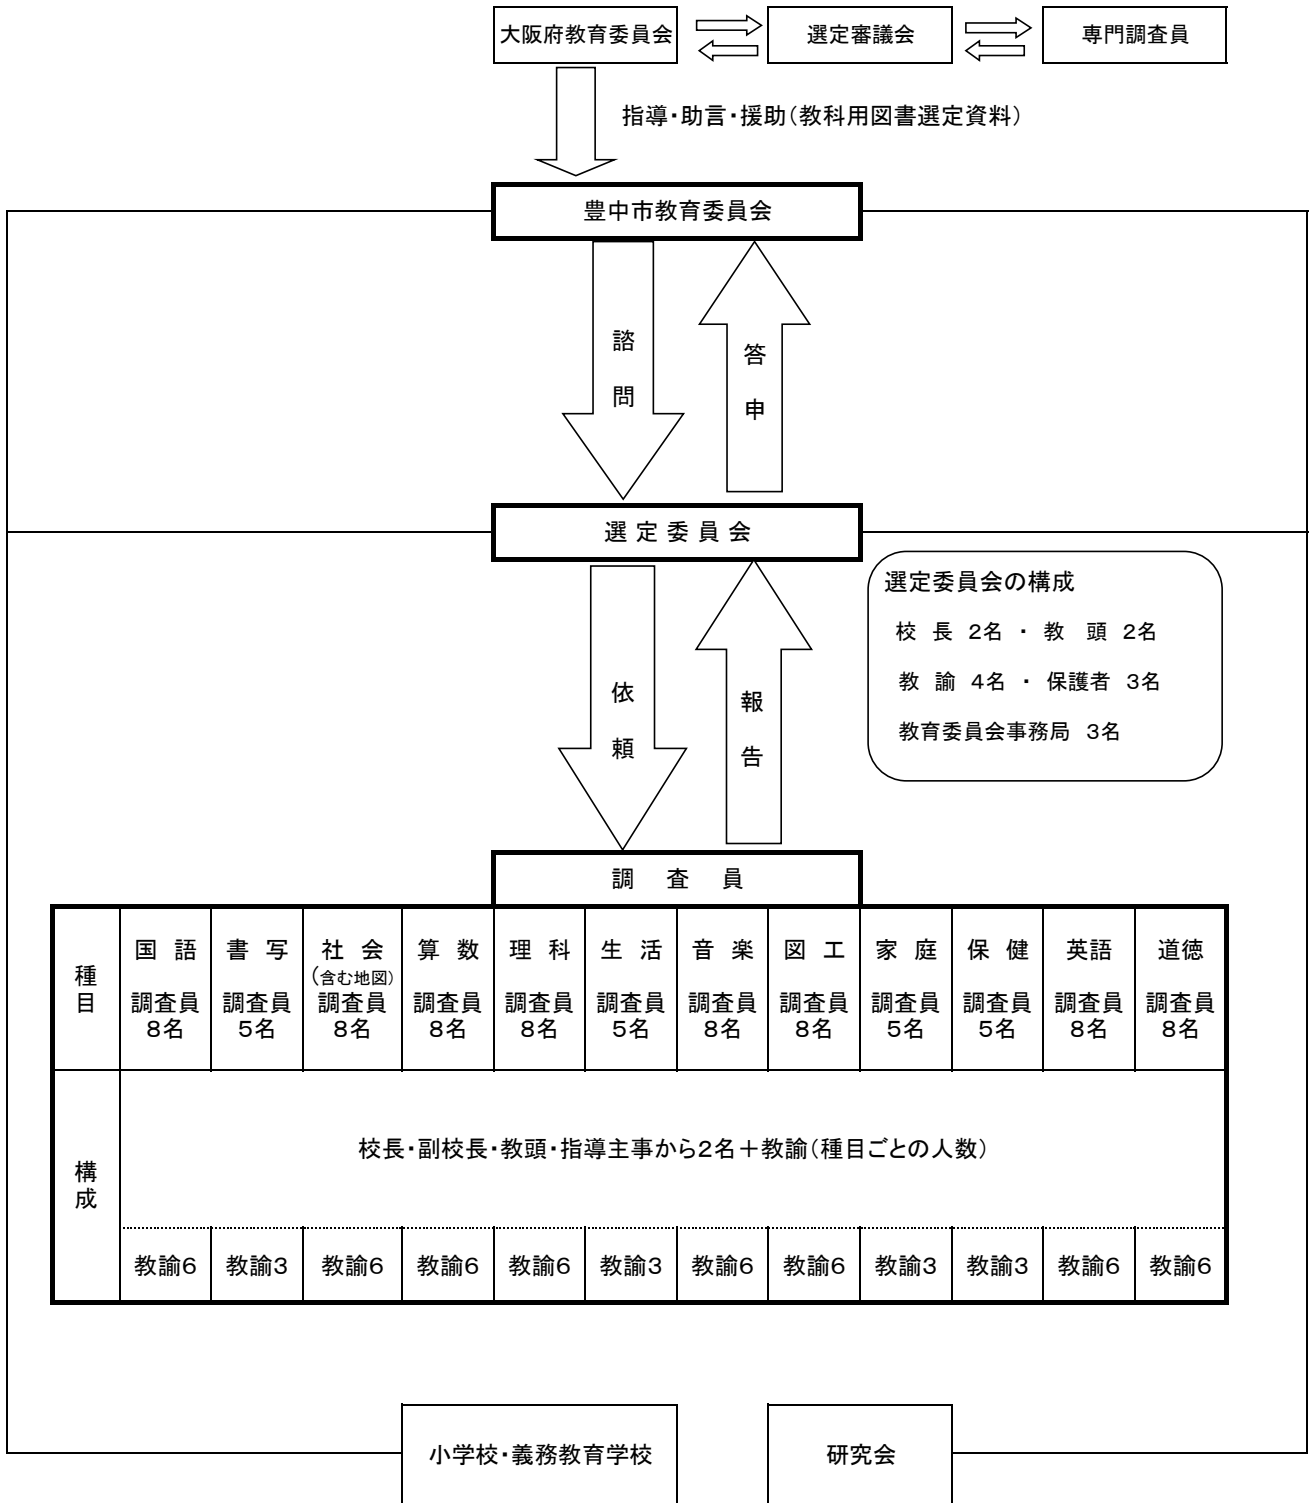 大阪府教育委員会
選定審議会
専門調査員
指導・助言・援助（教科用図書選定資料）
豊中市教育委員会
諮問
答申
選定委員会
選定委員会の構成
校　長　2名　・　教　頭　2名
教　諭　4名　・　保護者　3名
教育委員会事務局　3名
依頼
報告
調　査　員
種目
国　語
調査員
8名
書　写
調査員
5名
社　会
（含む地図）
調査員
8名
算　数
調査員
8名
理　科
調査員
8名
生　活
調査員
5名
音　楽
調査員
8名
図　工
調査員
8名
家　庭
調査員
5名
保　健
調査員
5名
英語
調査員
8名
道徳
調査員
8名
構成
校長・副校長・教頭・指導主事から2名＋教諭（種目ごとの人数）
教諭6
教諭3
教諭6
教諭6
教諭6
教諭3
教諭6
教諭6
教諭3
教諭3
教諭6
教諭6
小学校・義務教育学校
研究会